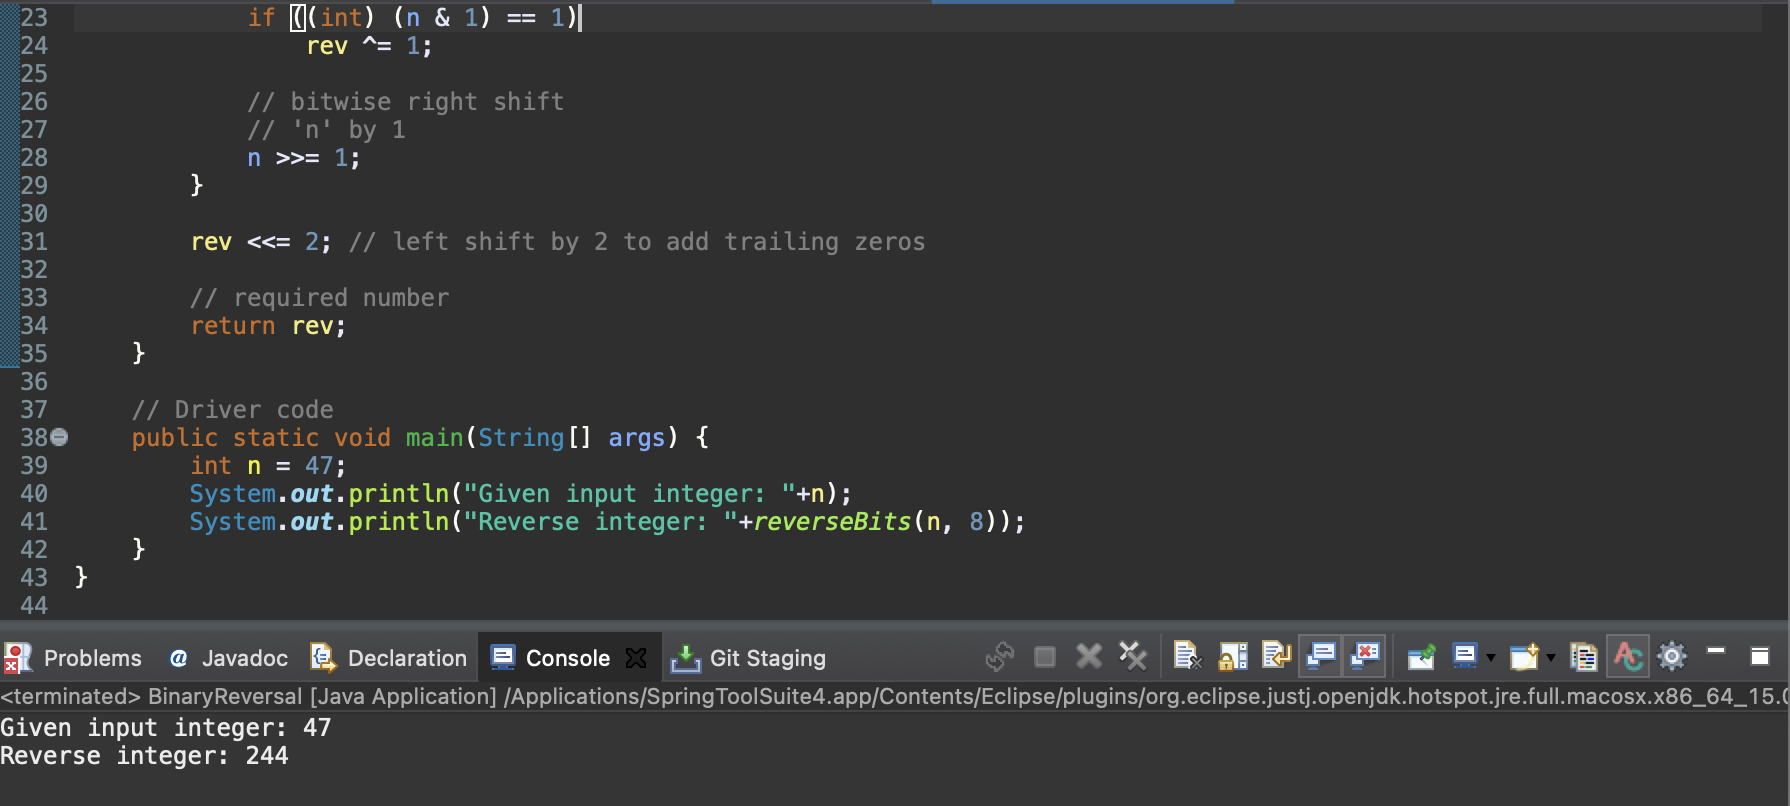 23 if ((int) (n & 1) == 1)
24 rev ^= 1;
25
26 // bitwise right shift
27 // 'n' by 1
28 n >>= 1;
29 }
30
31 rev <<= 2; // left shift by 2 to add trailing zeros
32
33 // required number
34 return rev;
35 }
36
37 // Driver code
38 public static void main(String[] args) {
39 int n = 47;
40 System.out.println("Given input integer: "+n);
41 System.out.println("Reverse integer: "+reverseBits(n, 8));
42 }
43 }
44
Problems @ Javadoc Declaration Console Git Staging
<terminated> BinaryReversal [Java Application] /Applications/SpringToolSuite4.app/Contents/Eclipse/plugins/org.eclipse.justj.openjdk.hotspot.jre.full.macosx.x86_64_15.0
Given input integer: 47
Reverse integer: 244